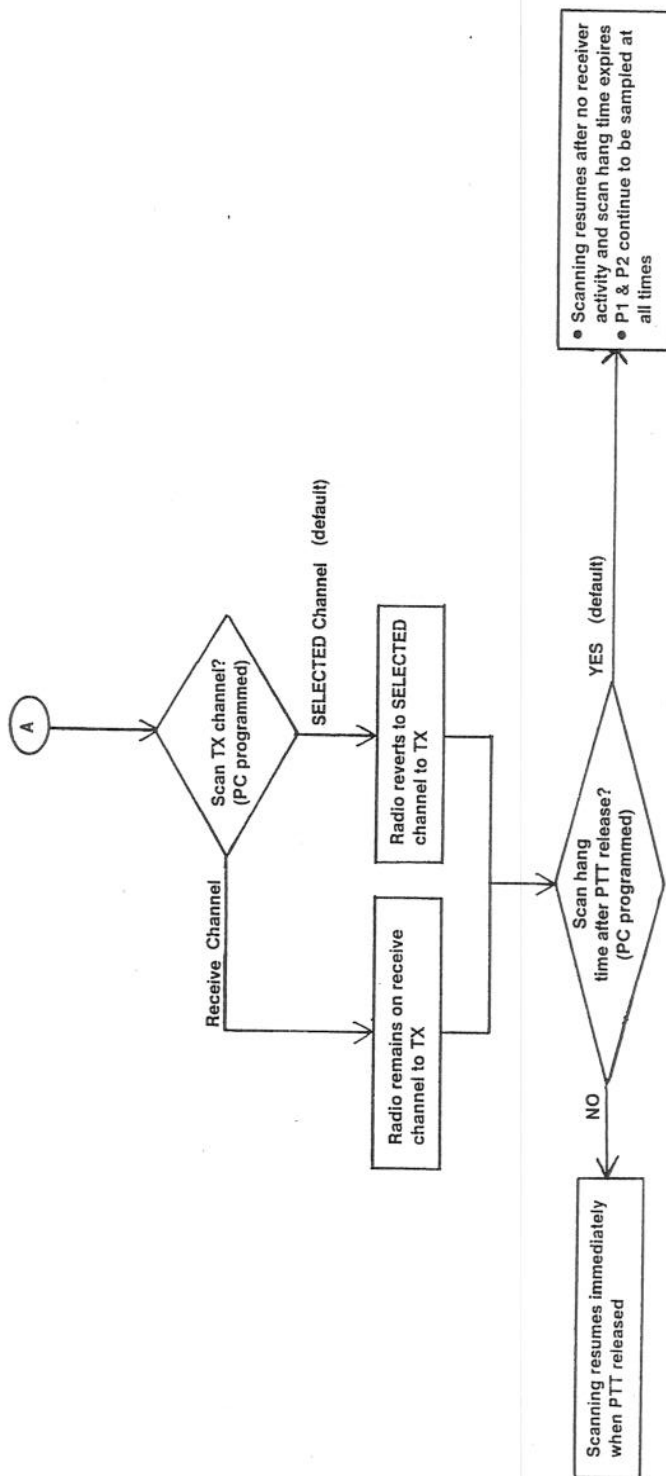 A
Scan TX channel?
(PC programmed)
Receive Channel
SELECTED Channel (default)
Radio remains on receive
channel to TX
Radio reverts to SELECTED
channel to TX
Scan hang
time after PTT release?
(PC programmed)
NO
YES (default)
Scanning resumes immediately
when PTT released
• Scanning resumes after no receiver
activity and scan hang time expires
• P1 & P2 continue to be sampled at
all times